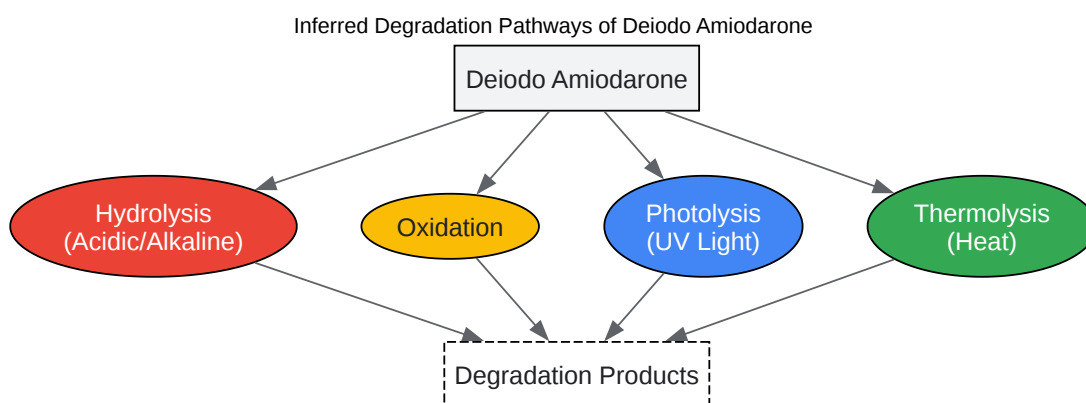 Inferred Degradation Pathways of Deiodo Amiodarone
Deiodo Amiodarone
Hydrolysis
(Acidic/Alkaline)
Oxidation
Photolysis
(UV Light)
Thermolysis
(Heat)
Degradation Products